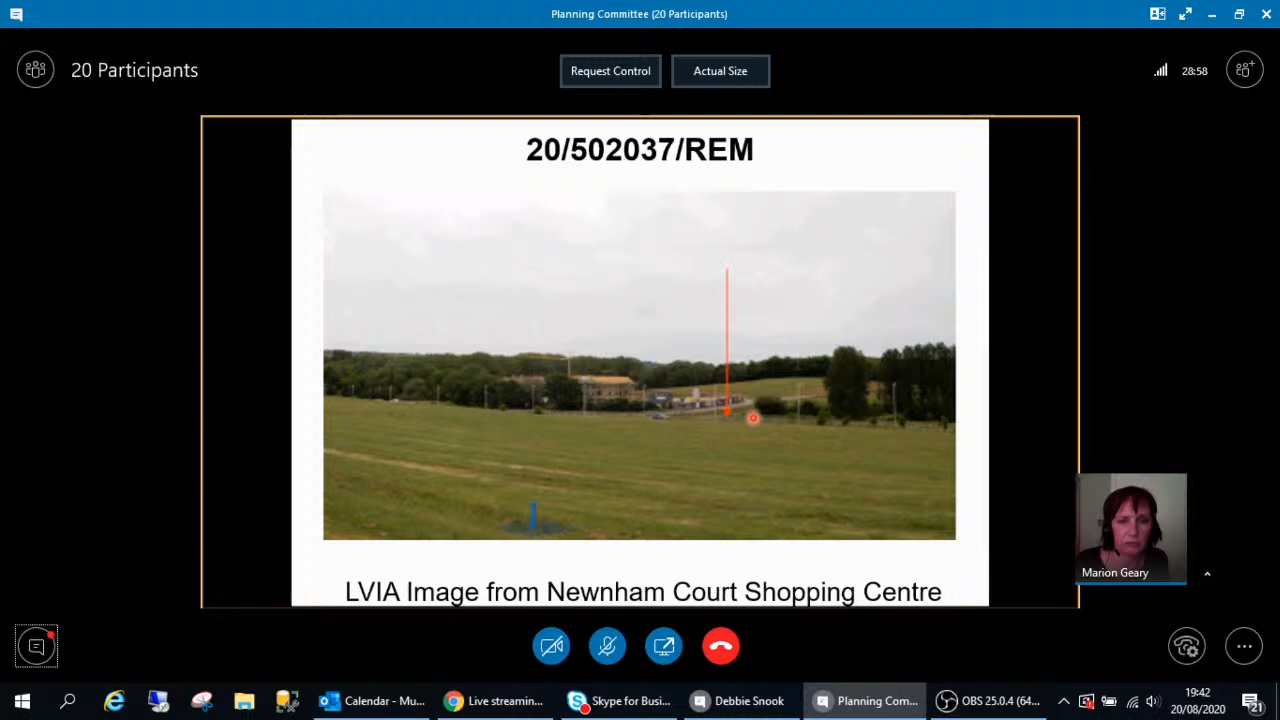 Planning Committee (20 Participants)
20 Participants
Request Control
Actual Size
28:58
20/502037/REM
LVIA Image from Newnham Court Shopping Centre
Marion Geary
Calendar - Mu...
Live streamin...
Skype for Busi...
Debbie Snook
Planning Com...
OBS 25.0.4 (64...
19:42
20/08/2020
21